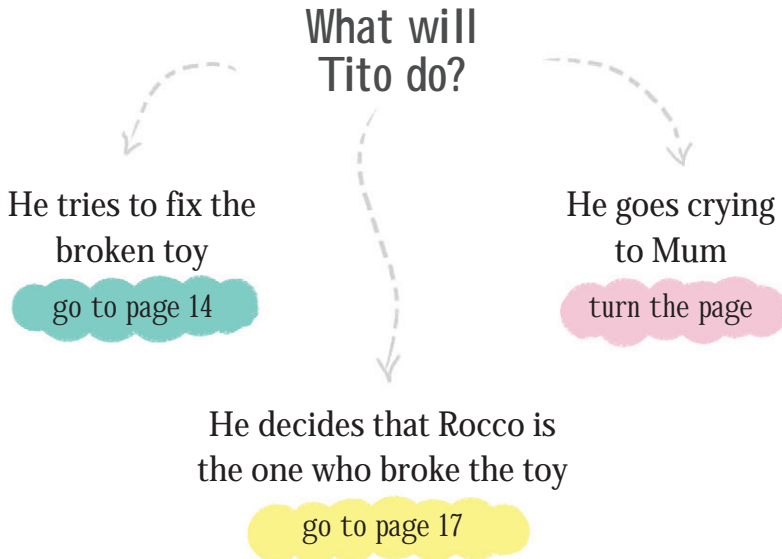 What will
Tito do?
He tries to fix the
broken toy
go to page 14
He goes crying
to Mum
turn the page
He decides that Rocco is
the one who broke the toy
go to page 17